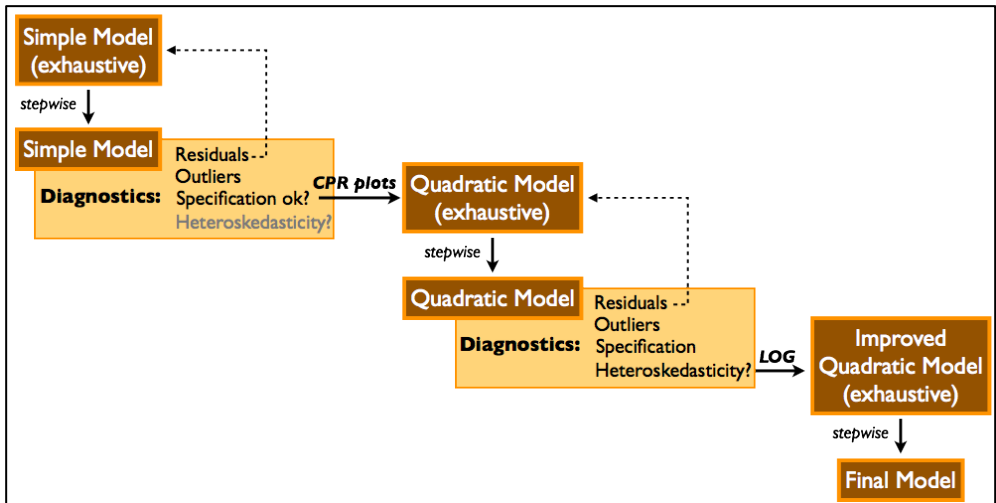 Simple Model
(exhaustive)
stepwise
Simple Model
Diagnostics:
Residuals
Outliers
Specification ok?
Heteroskedasticity?
CPR plots
Quadratic Model
(exhaustive)
stepwise
Quadratic Model
Diagnostics:
Residuals
Outliers
Specification
Heteroskedasticity?
LOG
Improved
Quadratic Model
(exhaustive)
stepwise
Final Model